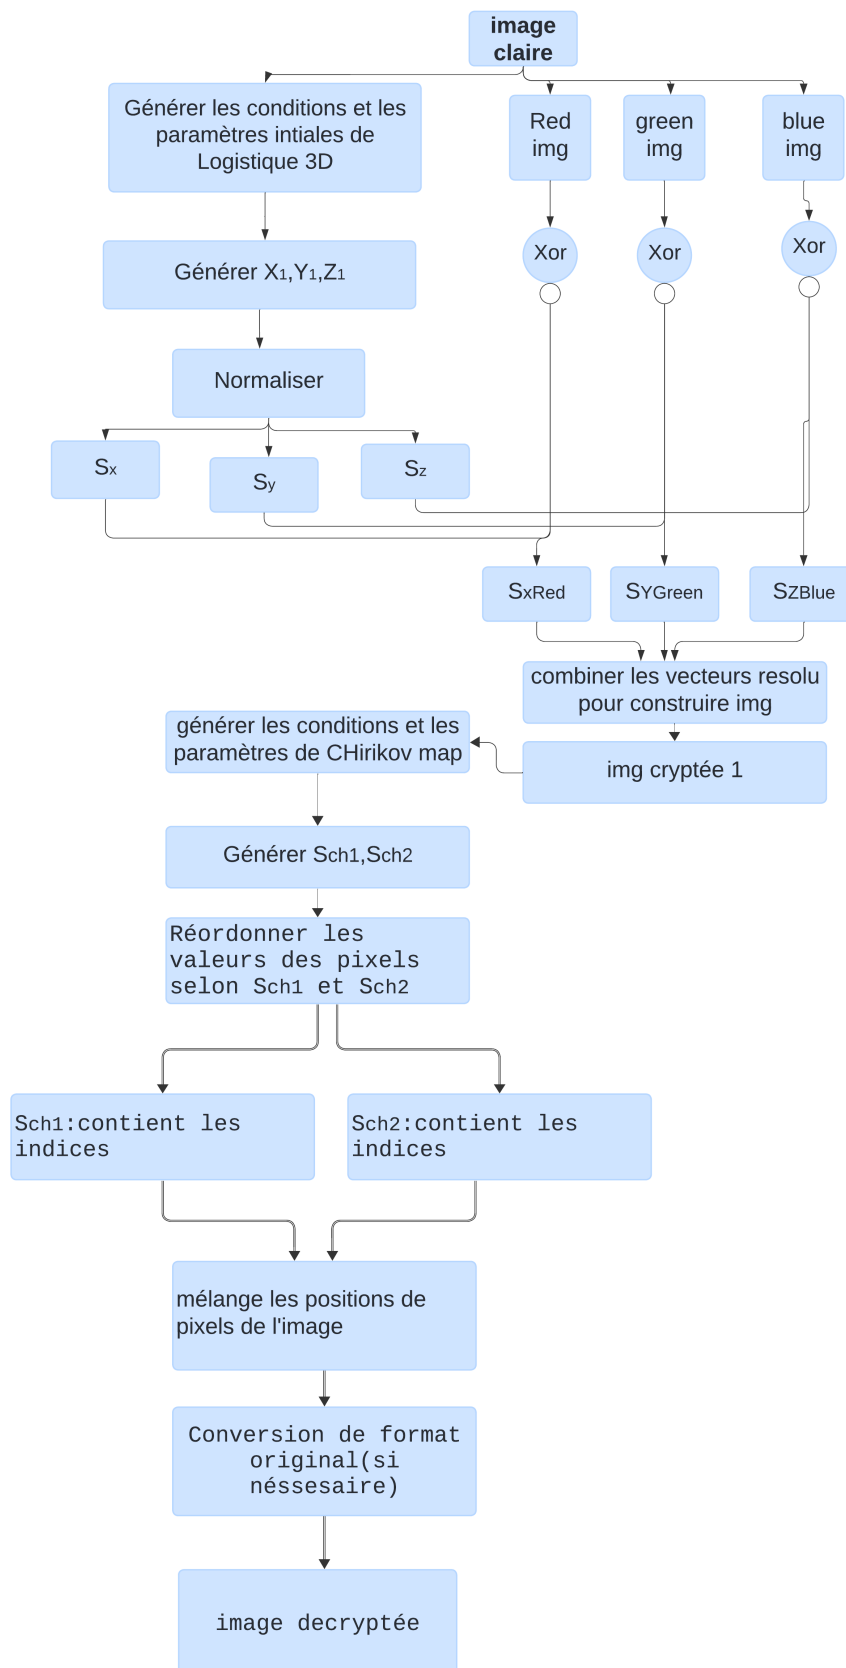 image
claire
Générer les conditions et les
paramètres intiales de
Logistique 3D
Red
img
green
img
blue
img
Xor
Xor
Xor
Générer X1,Y1,Z1
Normaliser
Sx
Sy
Sz
SxRed
SYGreen
SZBlue
combiner les vecteurs resolu
pour construire img
générer les conditions et les
paramètres de CHirikov map
img cryptée 1
Générer Sch1,Sch2
Réordonner les
valeurs des pixels
selon Sch1 et Sch2
Sch1:contient les
indices
Sch2:contient les
indices
mélange les positions de
pixels de l'image
Conversion de format
original(si
néssesaire)
image decryptée